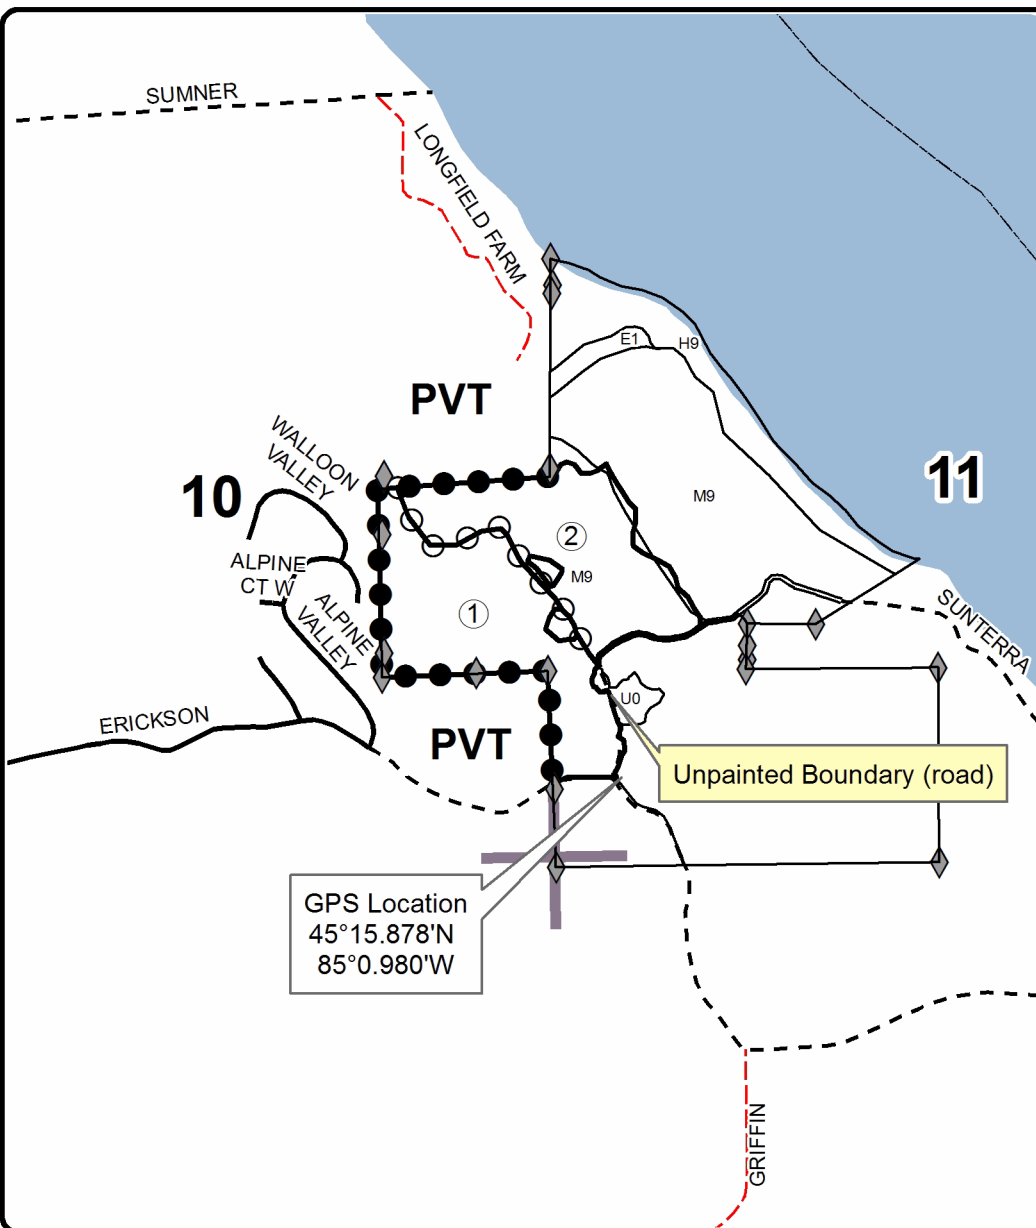 SUMNER
LONGFIELD FARM
E1
H9
PVT
WALLOON
VALLEY
10
11
M9
2
ALPINE
CT W
M9
ALPINE
VALLEY
1
SUNTERRA
U0
ERICKSON
PVT
Unpainted Boundary (road)
GPS Location
45°15.878'N
85°0.980'W
GRIFFIN